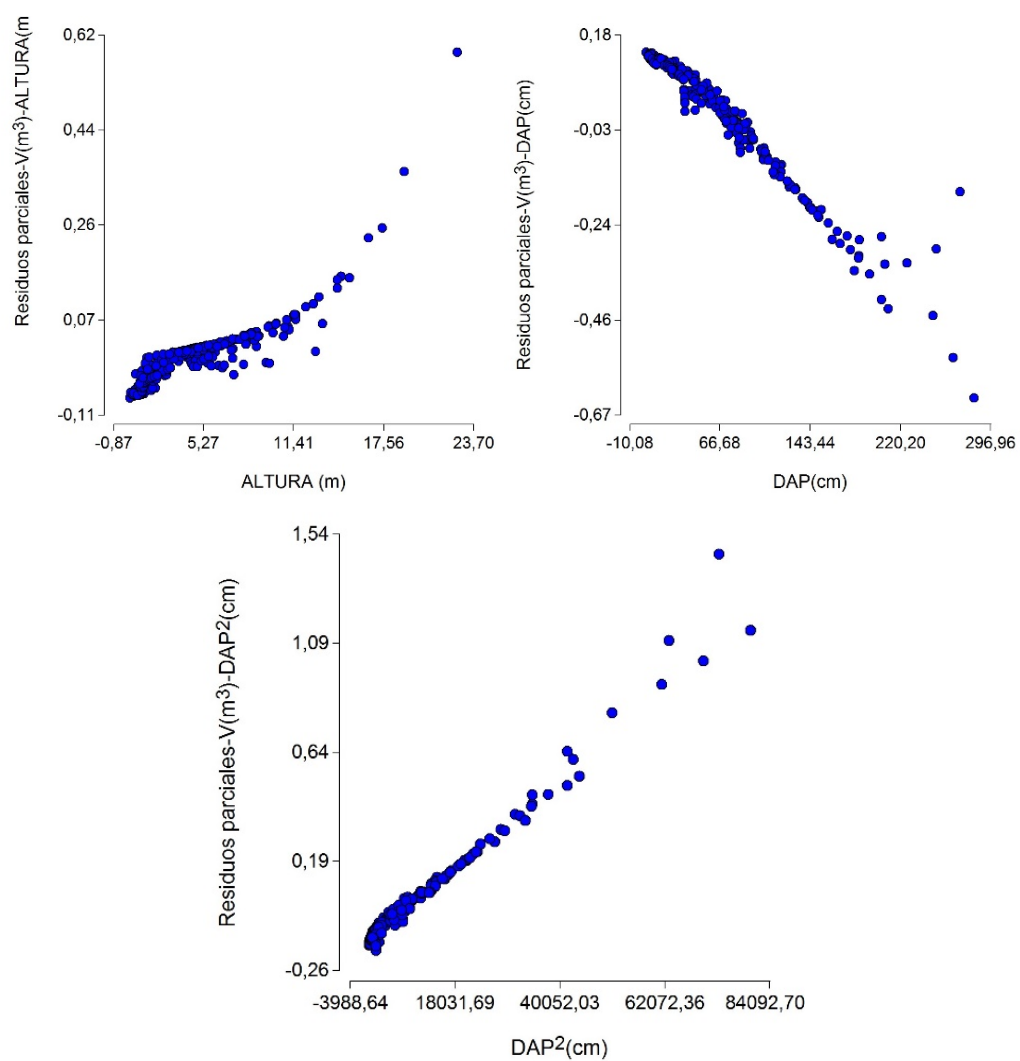 Residuos parciales-V(m³)-ALTURA(m
0,62
0,44
0,26
0,07
-0,11
-0,87 5,27 11,41 17,56 23,70
ALTURA (m)
Residuos parciales-V(m³)-DAP(cm)
0,18
-0,03
-0,24
-0,46
-0,67
-10,08 66,68 143,44 220,20 296,96
DAP(cm)
Residuos parciales-V(m³)-DAP²(cm)
1,54
1,09
0,64
0,19
-0,26
-3988,64 18031,69 40052,03 62072,36 84092,70
DAP²(cm)